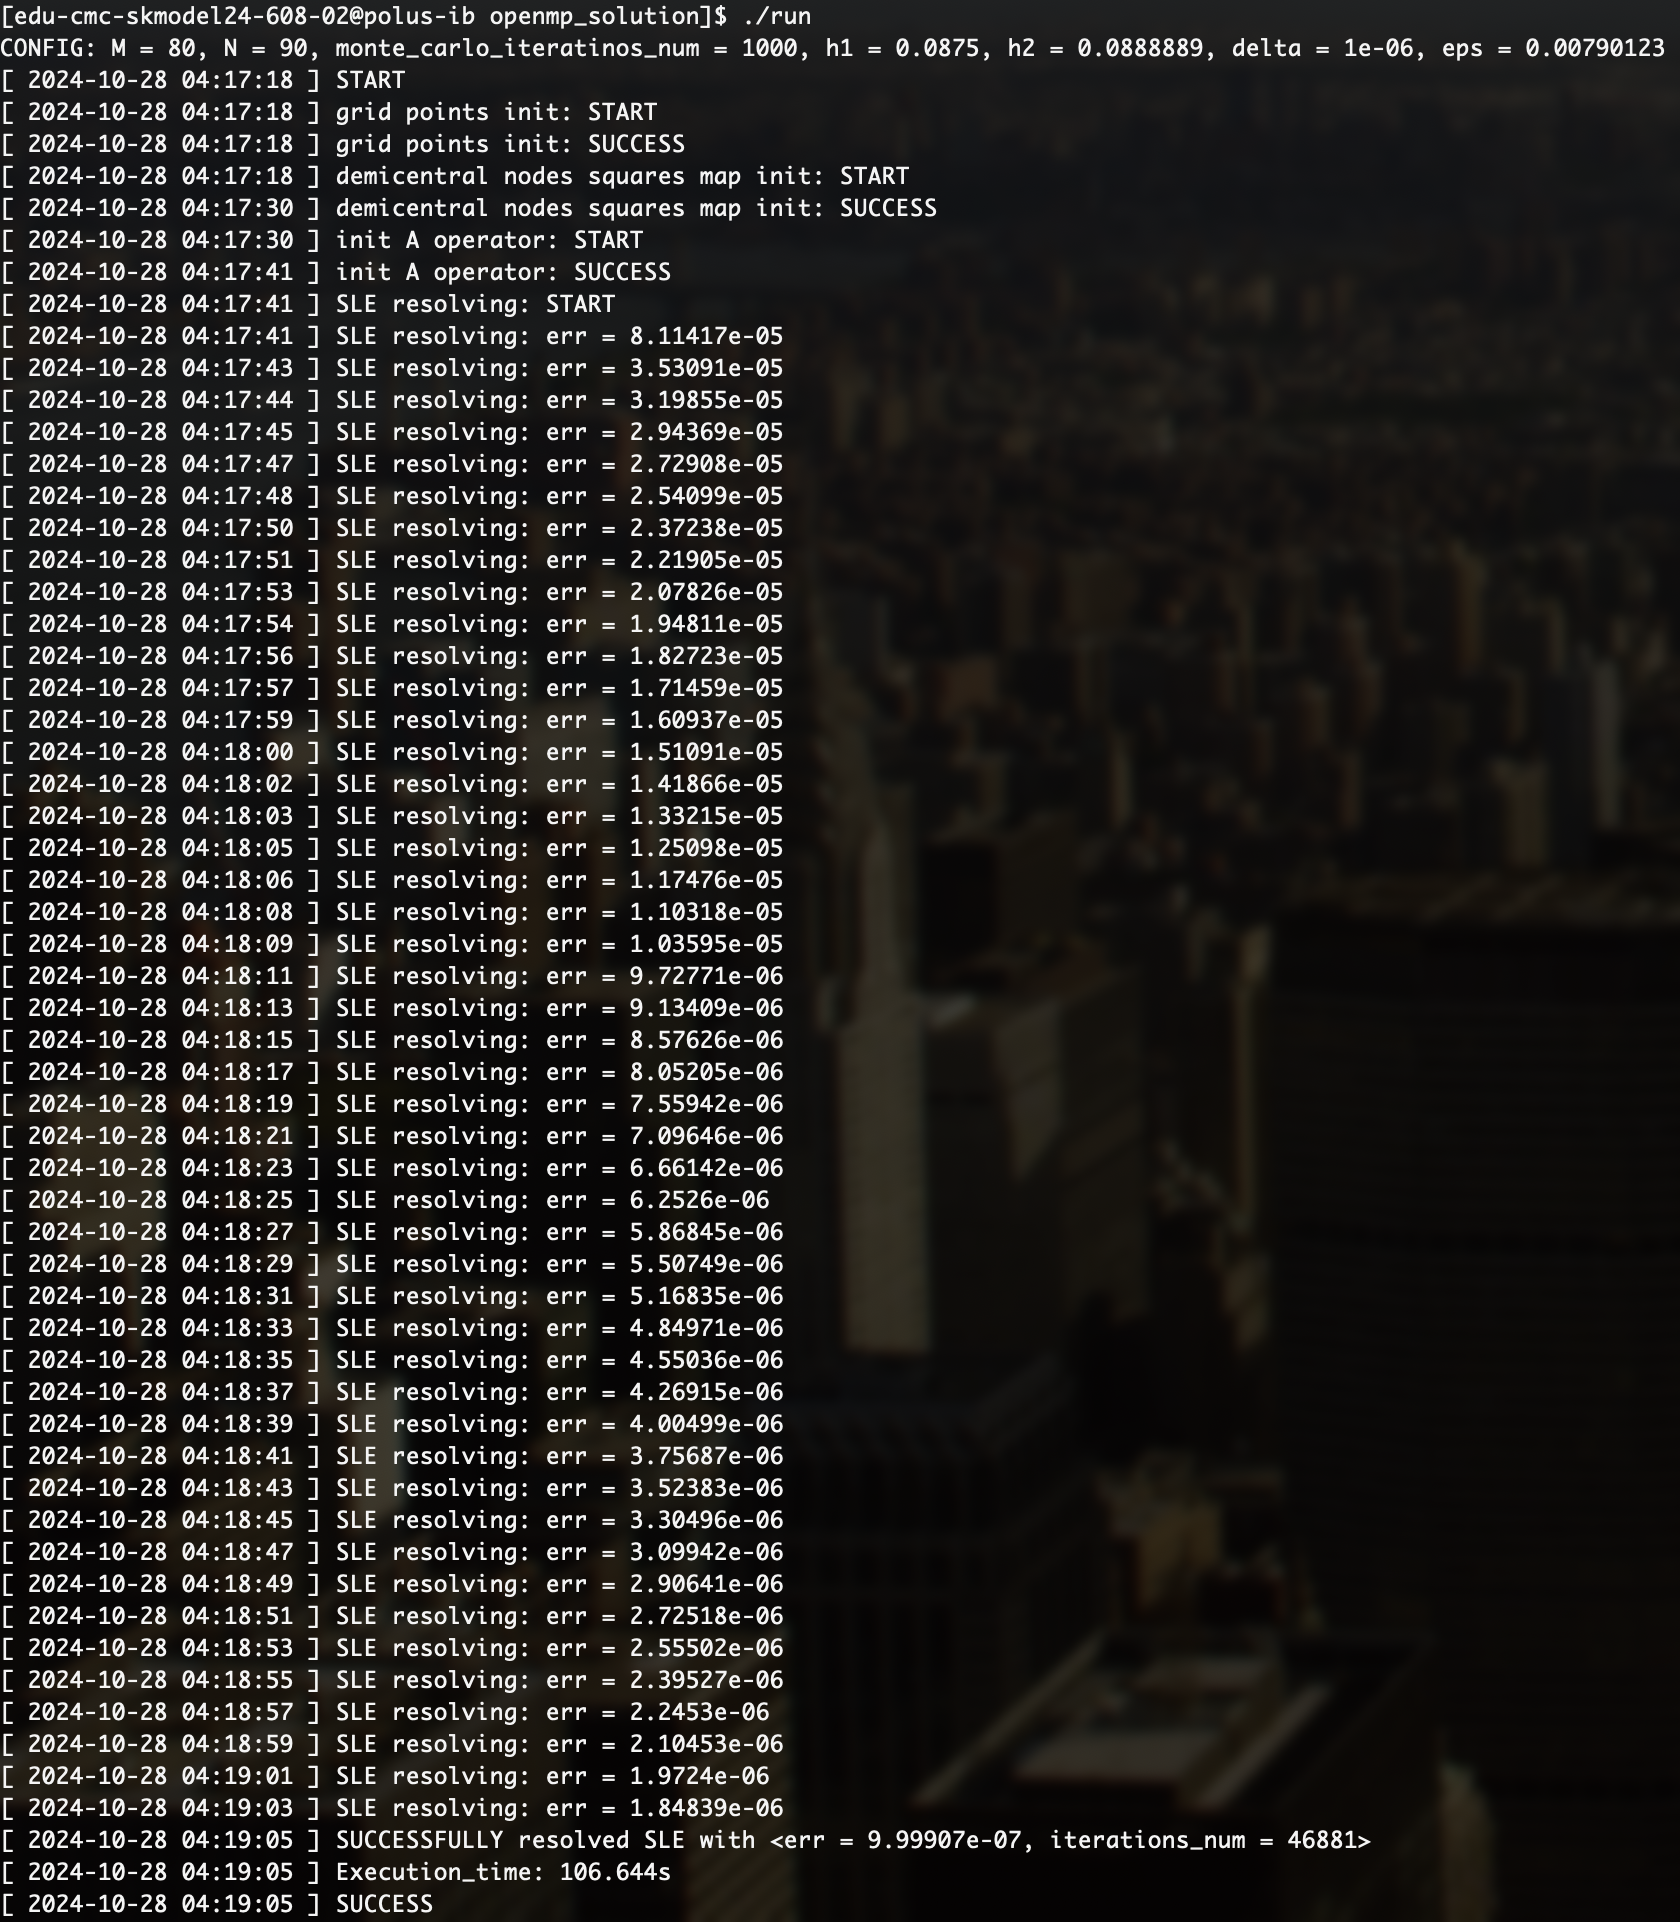 [edu-cmc-skmodel24-608-02@polus-ib openmp_solution]$ ./run
CONFIG: M = 80, N = 90, monte_carlo_iteratinos_num = 1000, h1 = 0.0875, h2 = 0.0888889, delta = 1e-06, eps = 0.00790123
[ 2024-10-28 04:17:18 ] START
[ 2024-10-28 04:17:18 ] grid points init: START
[ 2024-10-28 04:17:18 ] grid points init: SUCCESS
[ 2024-10-28 04:17:18 ] demicentral nodes squares map init: START
[ 2024-10-28 04:17:30 ] demicentral nodes squares map init: SUCCESS
[ 2024-10-28 04:17:30 ] init A operator: START
[ 2024-10-28 04:17:41 ] init A operator: SUCCESS
[ 2024-10-28 04:17:41 ] SLE resolving: START
[ 2024-10-28 04:17:41 ] SLE resolving: err = 8.11417e-05
[ 2024-10-28 04:17:43 ] SLE resolving: err = 3.53091e-05
[ 2024-10-28 04:17:44 ] SLE resolving: err = 3.19855e-05
[ 2024-10-28 04:17:45 ] SLE resolving: err = 2.94369e-05
[ 2024-10-28 04:17:47 ] SLE resolving: err = 2.72908e-05
[ 2024-10-28 04:17:48 ] SLE resolving: err = 2.54099e-05
[ 2024-10-28 04:17:50 ] SLE resolving: err = 2.37238e-05
[ 2024-10-28 04:17:51 ] SLE resolving: err = 2.21905e-05
[ 2024-10-28 04:17:53 ] SLE resolving: err = 2.07826e-05
[ 2024-10-28 04:17:54 ] SLE resolving: err = 1.94811e-05
[ 2024-10-28 04:17:56 ] SLE resolving: err = 1.82723e-05
[ 2024-10-28 04:17:57 ] SLE resolving: err = 1.71459e-05
[ 2024-10-28 04:17:59 ] SLE resolving: err = 1.60937e-05
[ 2024-10-28 04:18:00 ] SLE resolving: err = 1.51091e-05
[ 2024-10-28 04:18:02 ] SLE resolving: err = 1.41866e-05
[ 2024-10-28 04:18:03 ] SLE resolving: err = 1.33215e-05
[ 2024-10-28 04:18:05 ] SLE resolving: err = 1.25098e-05
[ 2024-10-28 04:18:06 ] SLE resolving: err = 1.17476e-05
[ 2024-10-28 04:18:08 ] SLE resolving: err = 1.10318e-05
[ 2024-10-28 04:18:09 ] SLE resolving: err = 1.03595e-05
[ 2024-10-28 04:18:11 ] SLE resolving: err = 9.72771e-06
[ 2024-10-28 04:18:13 ] SLE resolving: err = 9.13409e-06
[ 2024-10-28 04:18:15 ] SLE resolving: err = 8.57626e-06
[ 2024-10-28 04:18:17 ] SLE resolving: err = 8.05205e-06
[ 2024-10-28 04:18:19 ] SLE resolving: err = 7.55942e-06
[ 2024-10-28 04:18:21 ] SLE resolving: err = 7.09646e-06
[ 2024-10-28 04:18:23 ] SLE resolving: err = 6.66142e-06
[ 2024-10-28 04:18:25 ] SLE resolving: err = 6.2526e-06
[ 2024-10-28 04:18:27 ] SLE resolving: err = 5.86845e-06
[ 2024-10-28 04:18:29 ] SLE resolving: err = 5.50749e-06
[ 2024-10-28 04:18:31 ] SLE resolving: err = 5.16835e-06
[ 2024-10-28 04:18:33 ] SLE resolving: err = 4.84971e-06
[ 2024-10-28 04:18:35 ] SLE resolving: err = 4.55036e-06
[ 2024-10-28 04:18:37 ] SLE resolving: err = 4.26915e-06
[ 2024-10-28 04:18:39 ] SLE resolving: err = 4.00499e-06
[ 2024-10-28 04:18:41 ] SLE resolving: err = 3.75687e-06
[ 2024-10-28 04:18:43 ] SLE resolving: err = 3.52383e-06
[ 2024-10-28 04:18:45 ] SLE resolving: err = 3.30496e-06
[ 2024-10-28 04:18:47 ] SLE resolving: err = 3.09942e-06
[ 2024-10-28 04:18:49 ] SLE resolving: err = 2.90641e-06
[ 2024-10-28 04:18:51 ] SLE resolving: err = 2.72518e-06
[ 2024-10-28 04:18:53 ] SLE resolving: err = 2.55502e-06
[ 2024-10-28 04:18:55 ] SLE resolving: err = 2.39527e-06
[ 2024-10-28 04:18:57 ] SLE resolving: err = 2.2453e-06
[ 2024-10-28 04:18:59 ] SLE resolving: err = 2.10453e-06
[ 2024-10-28 04:19:01 ] SLE resolving: err = 1.9724e-06
[ 2024-10-28 04:19:03 ] SLE resolving: err = 1.84839e-06
[ 2024-10-28 04:19:05 ] SUCCESSFULLY resolved SLE with <err = 9.99907e-07, iterations_num = 46881>
[ 2024-10-28 04:19:05 ] Execution_time: 106.644s
[ 2024-10-28 04:19:05 ] SUCCESS